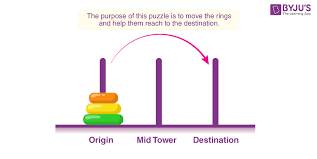 The purpose of this puzzle is to move the rings
and help them reach to the destination.
BYJU'S
The Learning App
Origin
Mid Tower
Destination